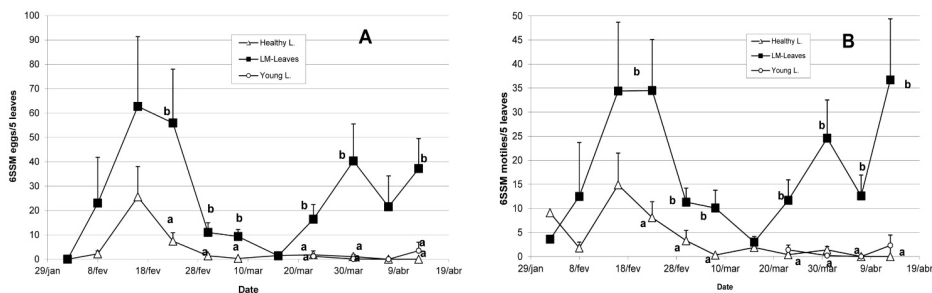 A
6SSM eggs/5 leaves
100
90
80
70
60
50
40
30
20
10
0
Healthy L.
LM-Leaves
Young L.
b
a
b
a
b
a
b
a
b
a
b
a
29/jan
8/fev
18/fev
28/fev
10/mar
20/mar
30/mar
9/abr
19/abr
Date
B
6SSM motiles/5 leaves
50
45
40
35
30
25
20
15
10
5
0
Healthy L.
LM-Leaves
Young L.
b
a
b
a
b
a
b
a
b
a
b
a
b
a
29/jan
8/fev
18/fev
28/fev
10/mar
20/mar
30/mar
9/abr
19/abr
Date